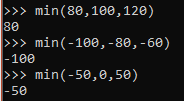 >>> min(80,100,120)
80
>>> min(-100,-80,-60)
-100
>>> min(-50,0,50)
-50